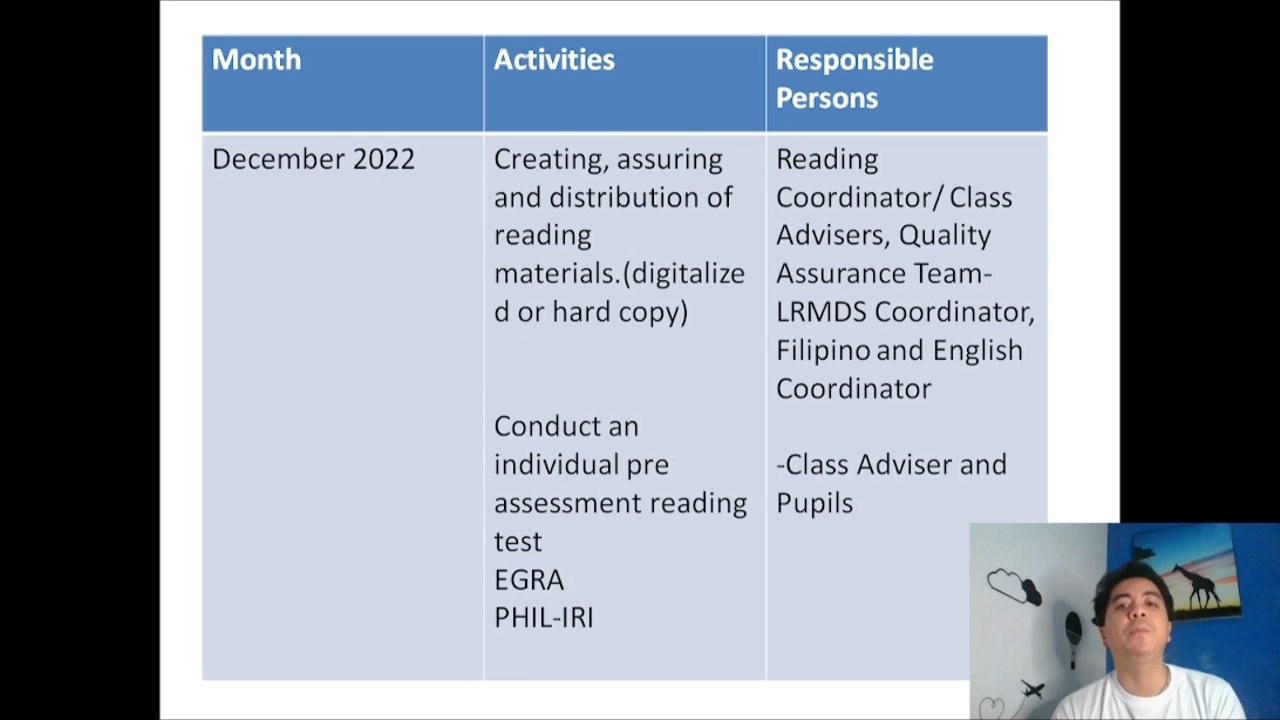 Month
Activities
Responsible
Persons
December 2022
Creating, assuring
and distribution of
reading
materials.(digitalize
d or hard copy)
Conduct an
individual pre
assessment reading
test
EGRA
PHIL-IRI
Reading
Coordinator/ Class
Advisers, Quality
Assurance Team-
LRMDS Coordinator,
Filipino and English
Coordinator
-Class Adviser and
Pupils